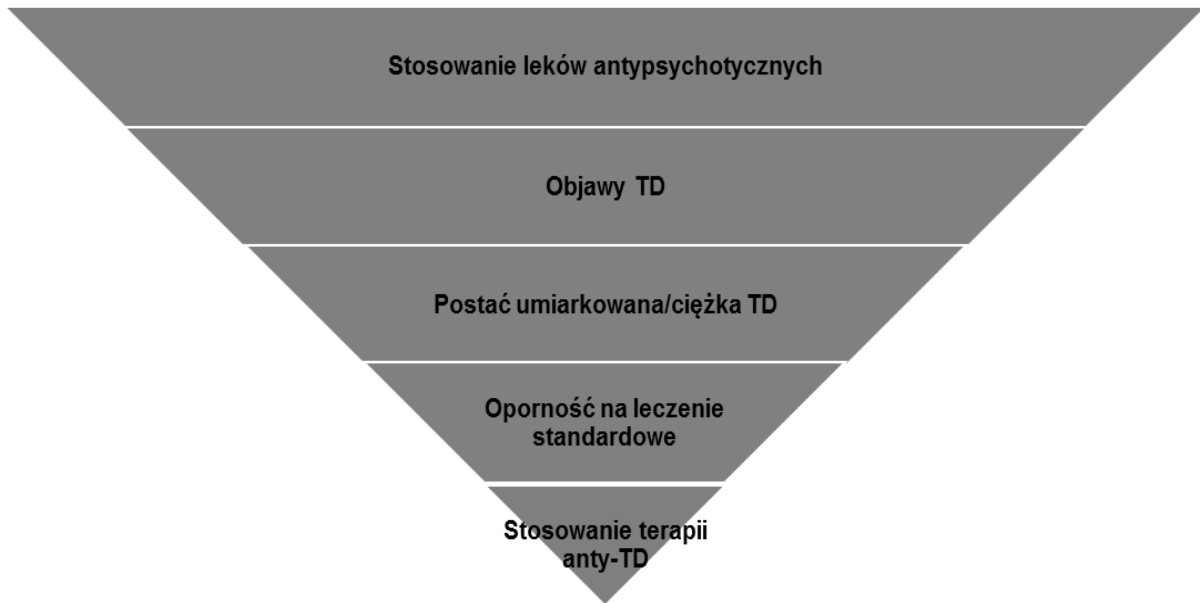 Stosowanie leków antypsychotycznych
Objawy TD
Postać umiarkowana/ciężka TD
Oporność na leczenie
standardowe
Stosowanie terapii
anty-TD